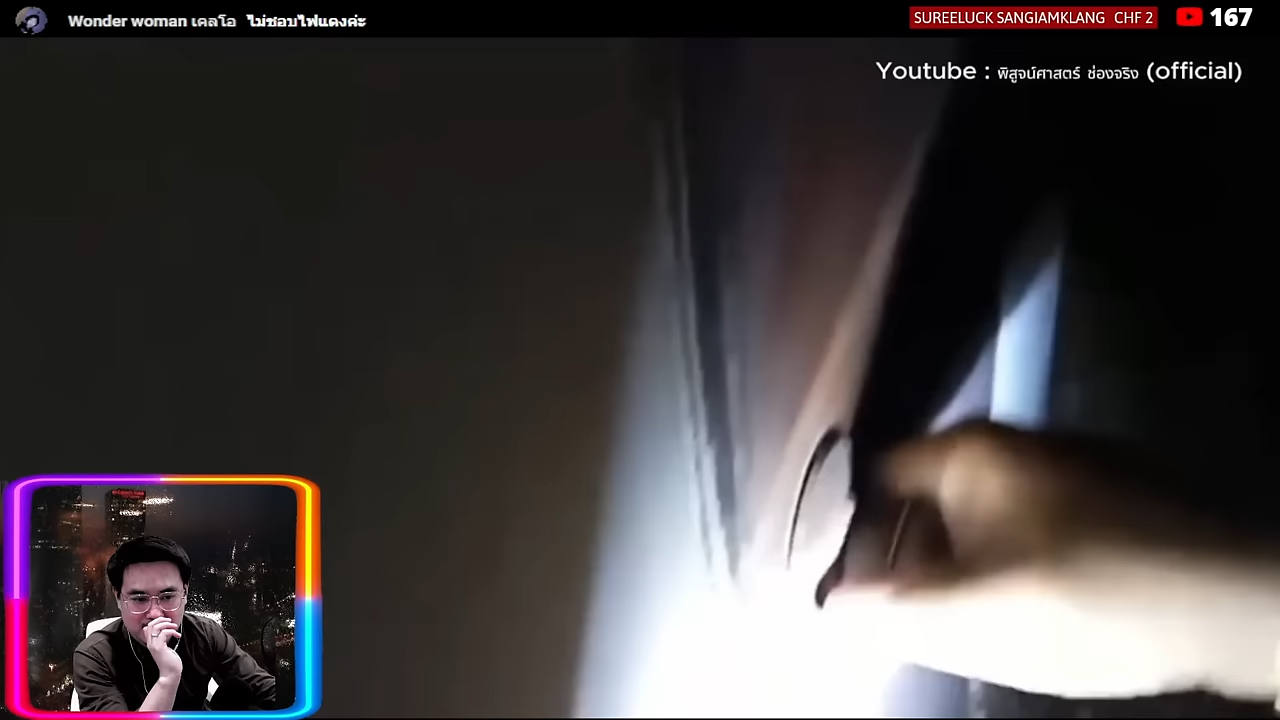 Wonder woman เคลโอ ไม่ชอบไฟแดงค่ะ
SUREELUCK SANGIAMKLANG CHF 2
167
Youtube : พิสูจน์ศาสตร์ ช่องจริง (official)